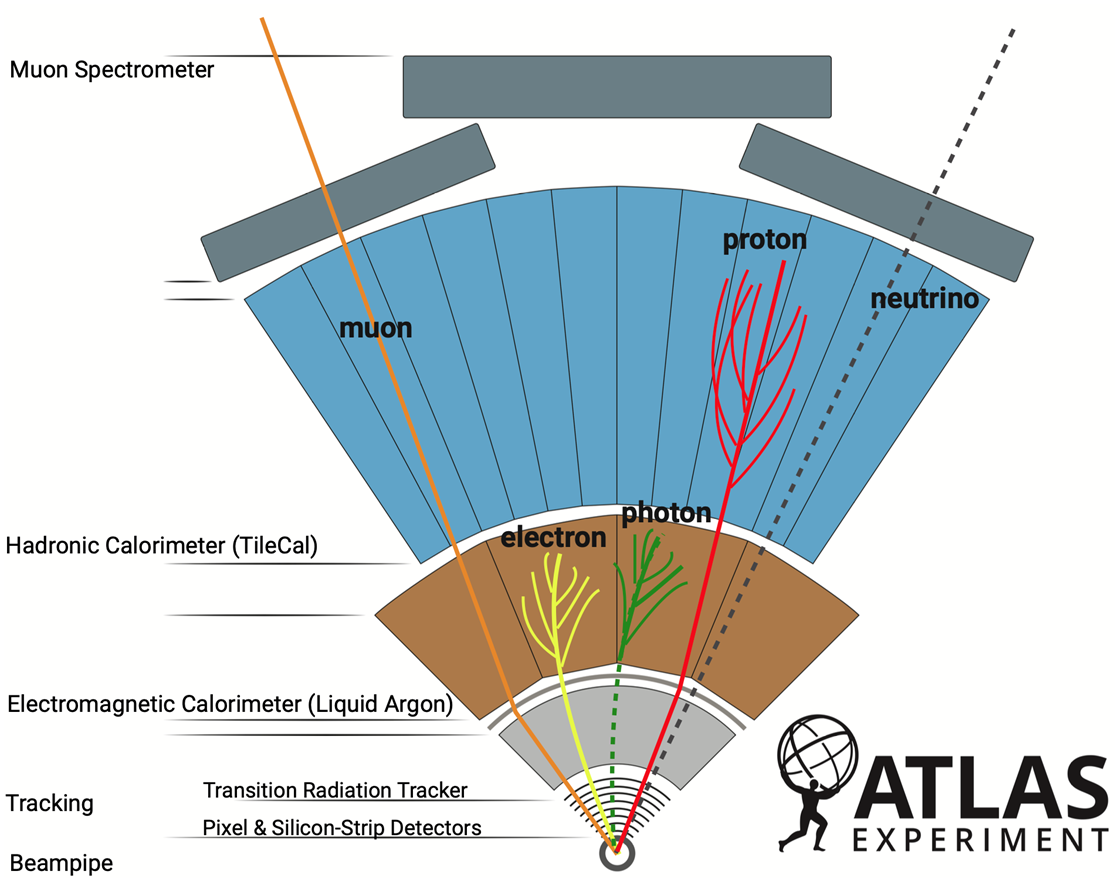 Muon Spectrometer
proton
neutrino
muon
photon
electron
Hadronic Calorimeter (TileCal)
Electromagnetic Calorimeter (Liquid Argon)
Transition Radiation Tracker
Tracking
Pixel & Silicon-Strip Detectors
Beampipe
ATLAS
EXPERIMENT